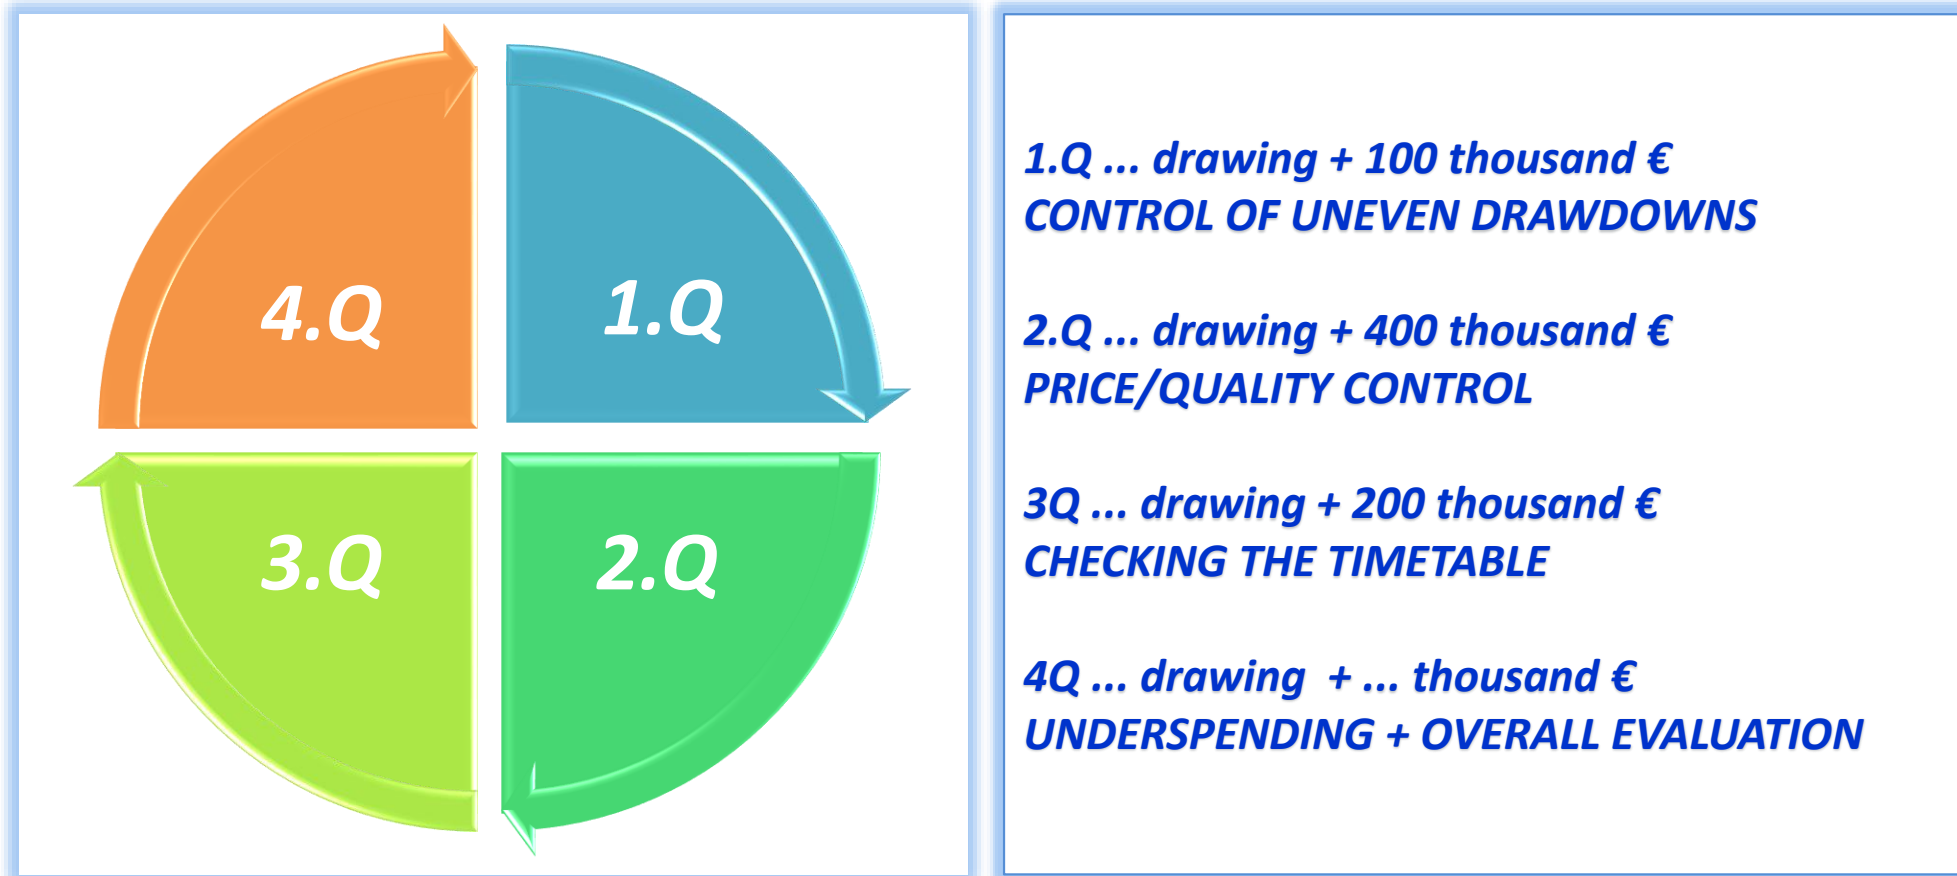 4.Q
1.Q
3.Q
2.Q
1.Q ... drawing + 100 thousand €
CONTROL OF UNEVEN DRAWDOWNS
2.Q ... drawing + 400 thousand €
PRICE/QUALITY CONTROL
3Q ... drawing + 200 thousand €
CHECKING THE TIMETABLE
4Q ... drawing + ... thousand €
UNDERSPENDING + OVERALL EVALUATION